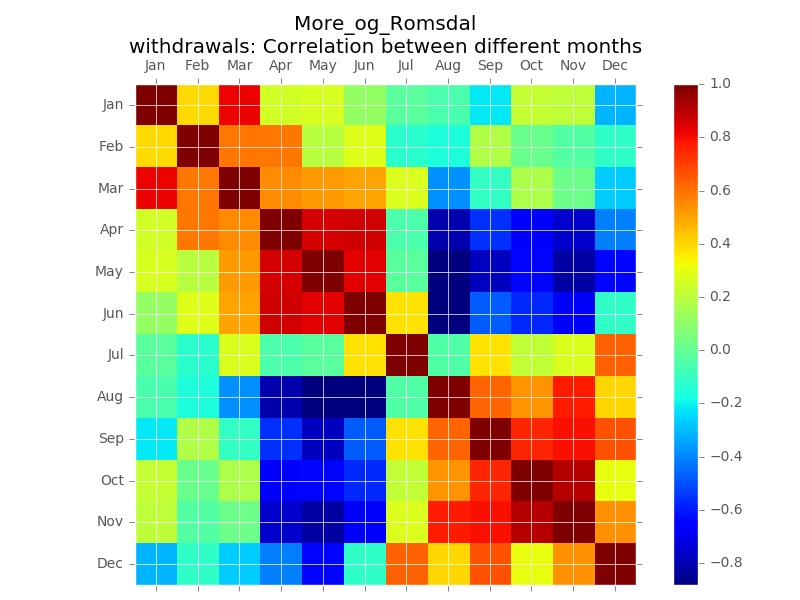 More_og_Romsdal
withdrawals: Correlation between different months
Jan Feb Mar Apr May Jun Jul Aug Sep Oct Nov Dec
Jan
Feb
Mar
Apr
May
Jun
Jul
Aug
Sep
Oct
Nov
Dec
1.0
0.8
0.6
0.4
0.2
0.0
−0.2
−0.4
−0.6
−0.8